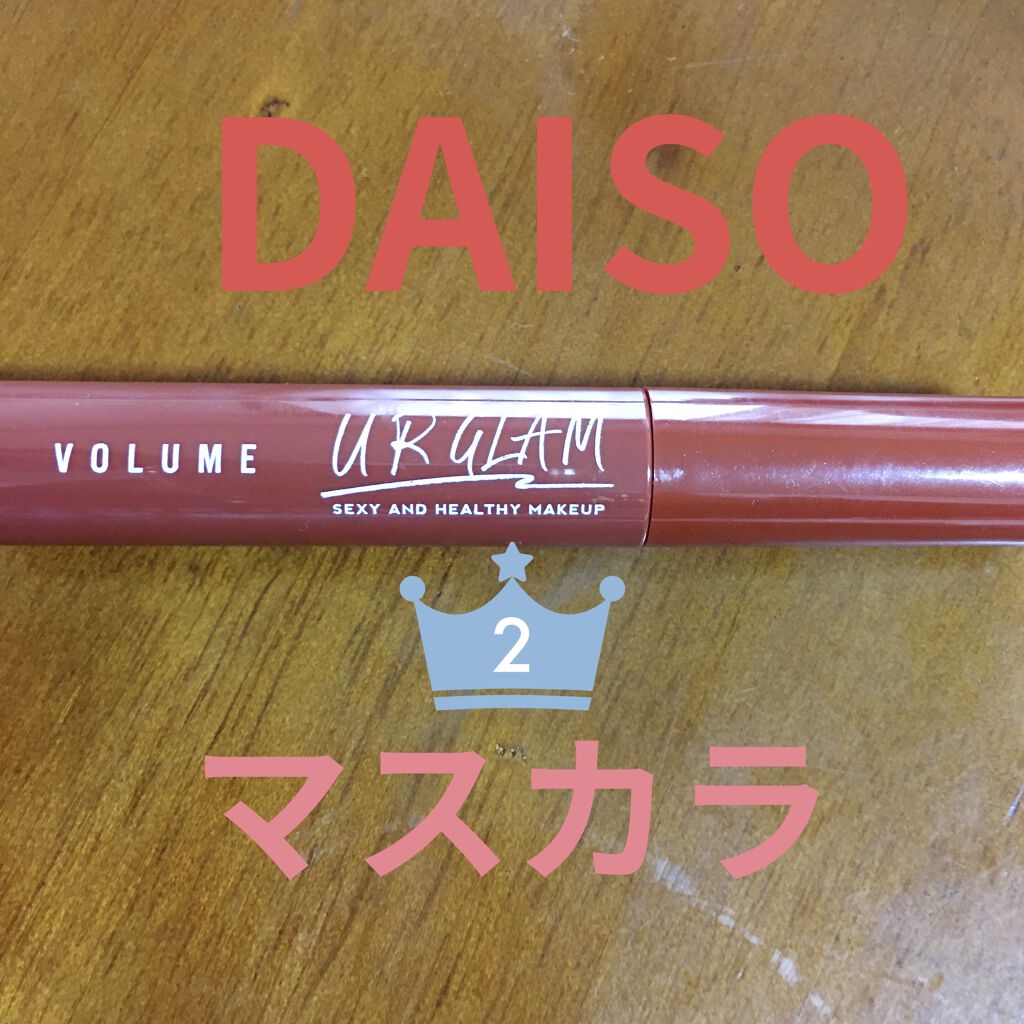 DAISO
VOLUME
UR GLAM
SEXY AND HEALTHY MAKEUP
2
マスカラ